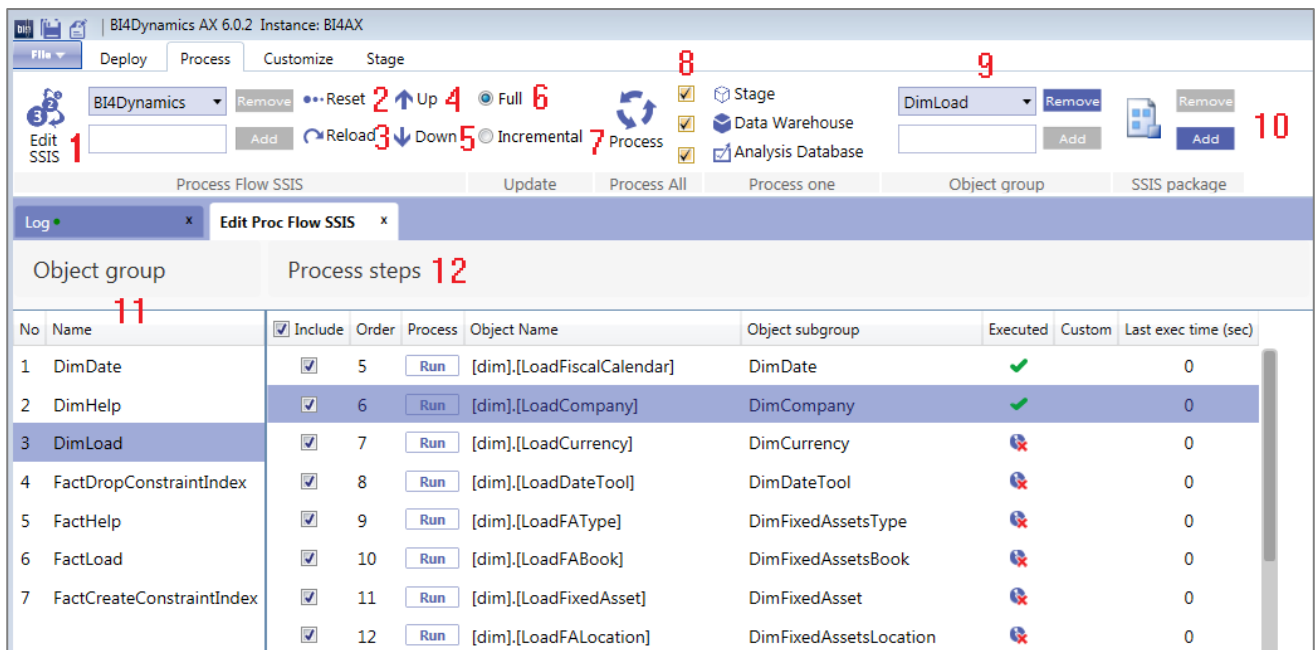 BI4Dynamics AX 6.0.2 Instance: BI4AX
File Deploy Process Customize Stage 8 9
BI4Dynamics Remove Reset 2 Up 4 Full 6 Stage DimLoad Remove Remove
Edit SSIS 1 Add Reload 3 Down 5 Incremental 7 Process Data Warehouse Add Add 10
Analysis Database
Process Flow SSIS Update Process All Process one Object group SSIS package
Log x Edit Proc Flow SSIS x
Object group 11 Process steps 12
No Name Include Order Process Object Name Object subgroup Executed Custom Last exec time (sec)
1 DimDate 5 Run [dim].[LoadFiscalCalendar] DimDate 0
2 DimHelp 6 Run [dim].[LoadCompany] DimCompany 0
3 DimLoad 7 Run [dim].[LoadCurrency] DimCurrency 0
4 FactDropConstraintIndex 8 Run [dim].[LoadDateTool] DimDateTool 0
5 FactHelp 9 Run [dim].[LoadFAType] DimFixedAssetsType 0
6 FactLoad 10 Run [dim].[LoadFABook] DimFixedAssetsBook 0
7 FactCreateConstraintIndex 11 Run [dim].[LoadFixedAsset] DimFixedAsset 0
12 Run [dim].[LoadFALocation] DimFixedAssetsLocation 0